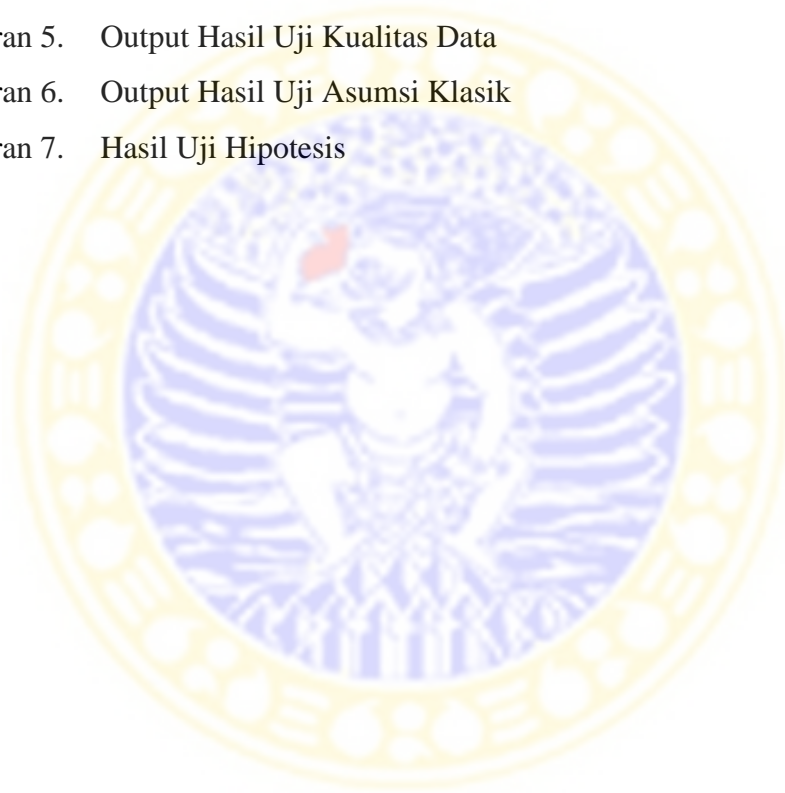 ran 5. Output Hasil Uji Kualitas Data
ran 6. Output Hasil Uji Asumsi Klasik
ran 7. Hasil Uji Hipotesis